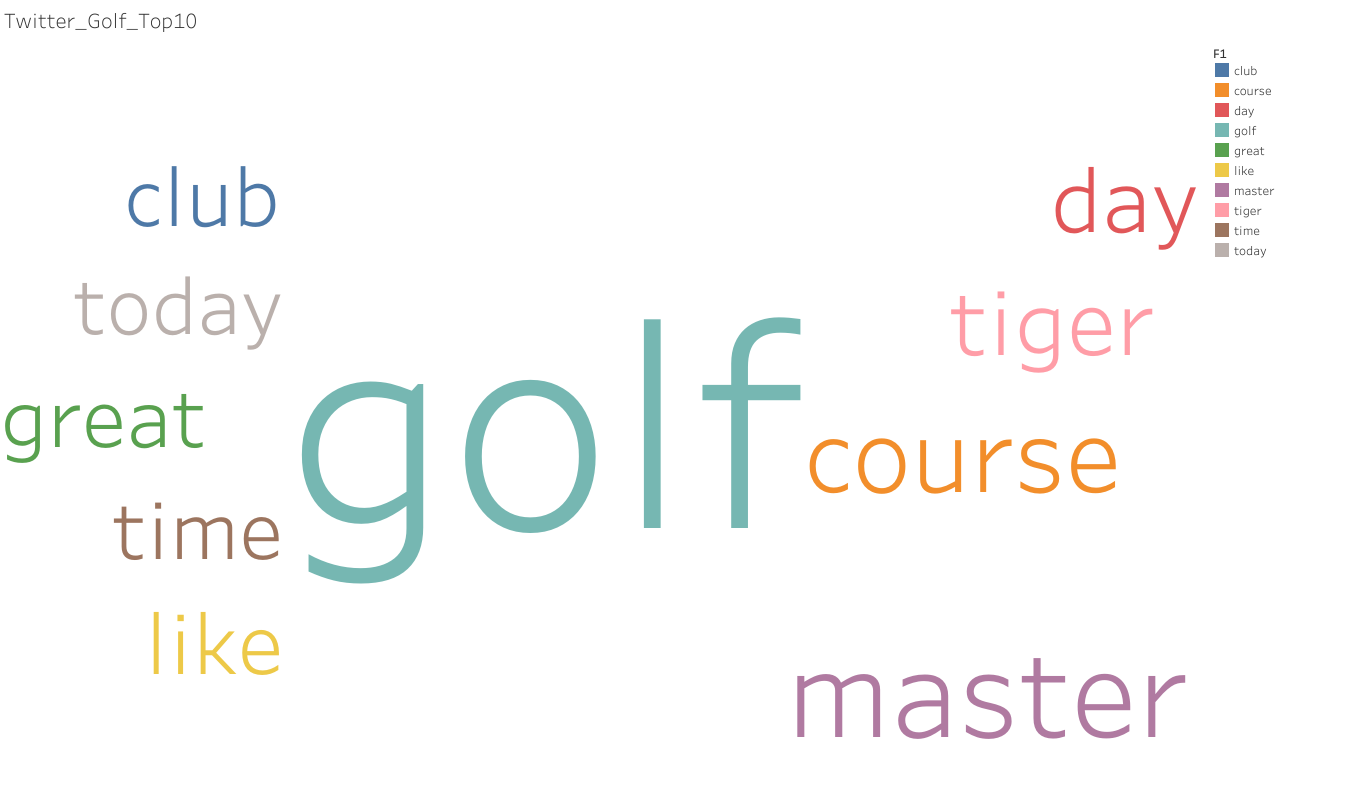 Twitter_Golf_Top10
F1
club
course
day
golf
great
like
master
tiger
time
today
club
day
today
tiger
golf
great
course
time
like
master